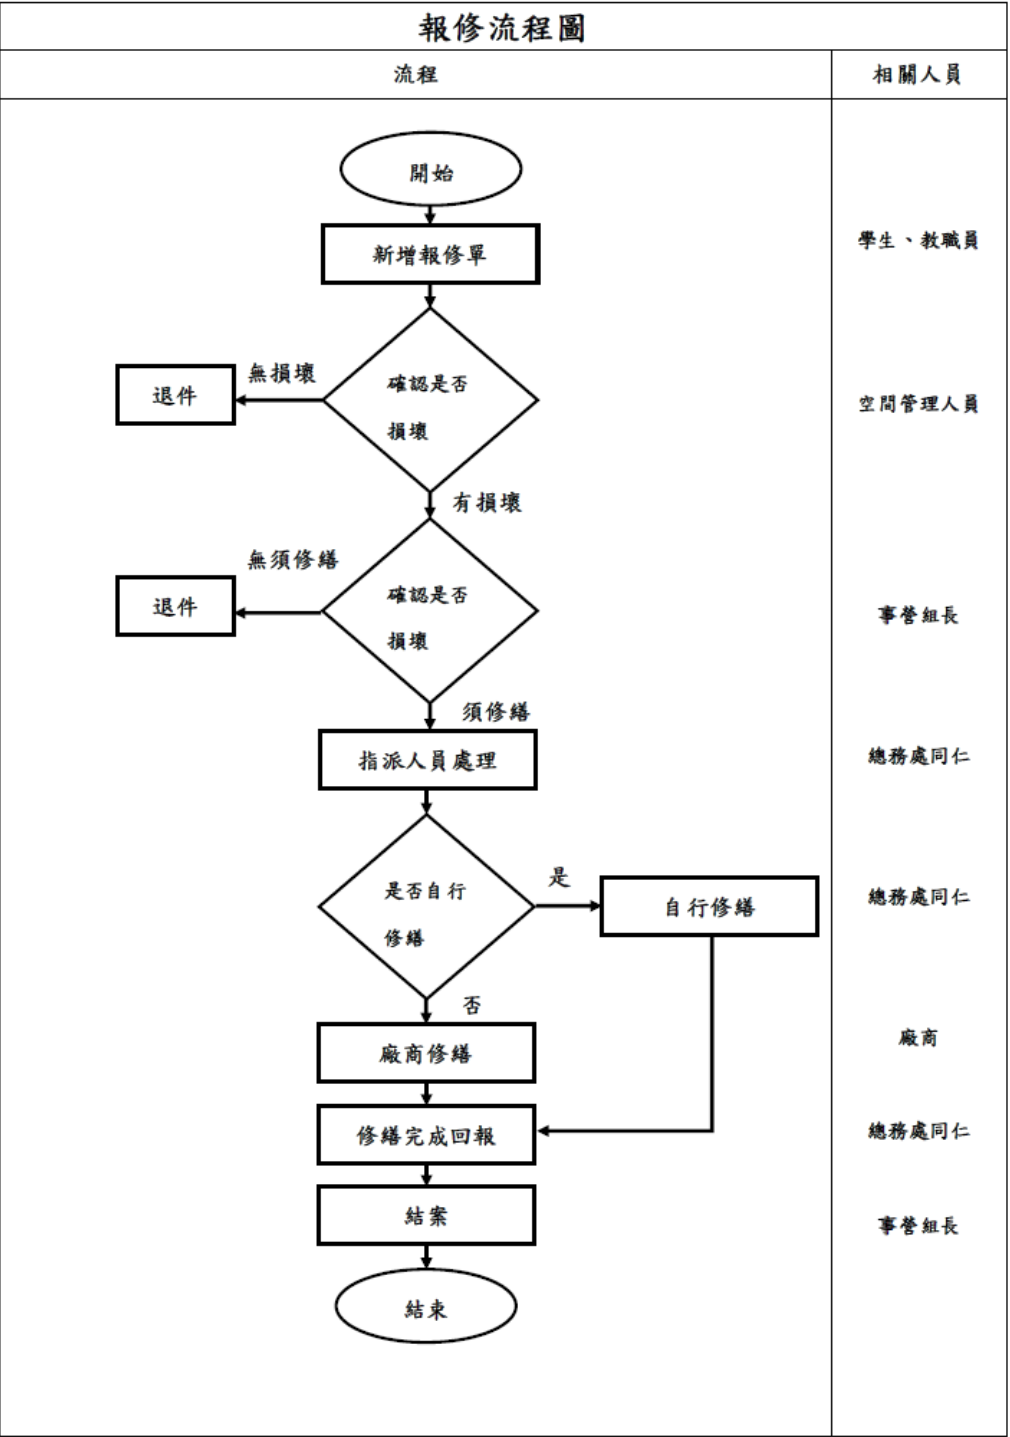 報修流程圖
流程
相關人員
開始
新增報修單
學生、教職員
無損壞
退件
確認是否
損壞
空間管理人員
有損壞
無須修繕
退件
確認是否
損壞
事營組長
須修繕
指派人員處理
總務處同仁
是否自行
修繕
是
自行修繕
總務處同仁
否
廠商修繕
廠商
修繕完成回報
總務處同仁
結案
事營組長
結束